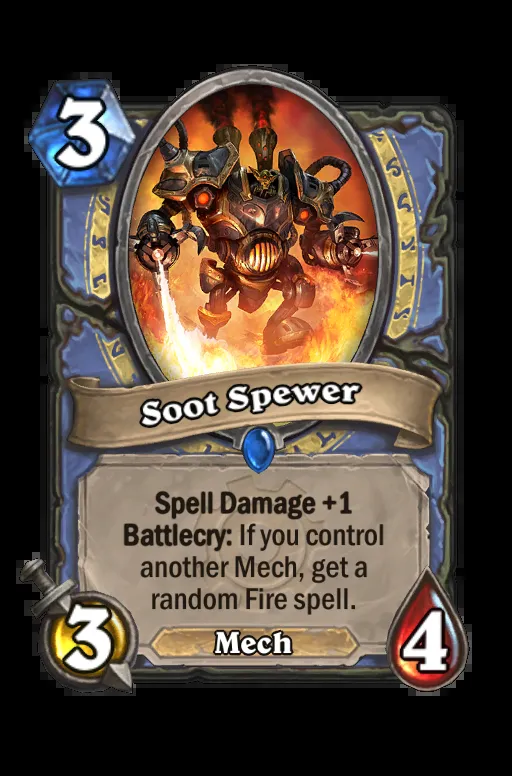 3
Soot Spewer
Spell Damage +1
Battlecry: If you control
another Mech, get a
random Fire spell.
3
Mech
4